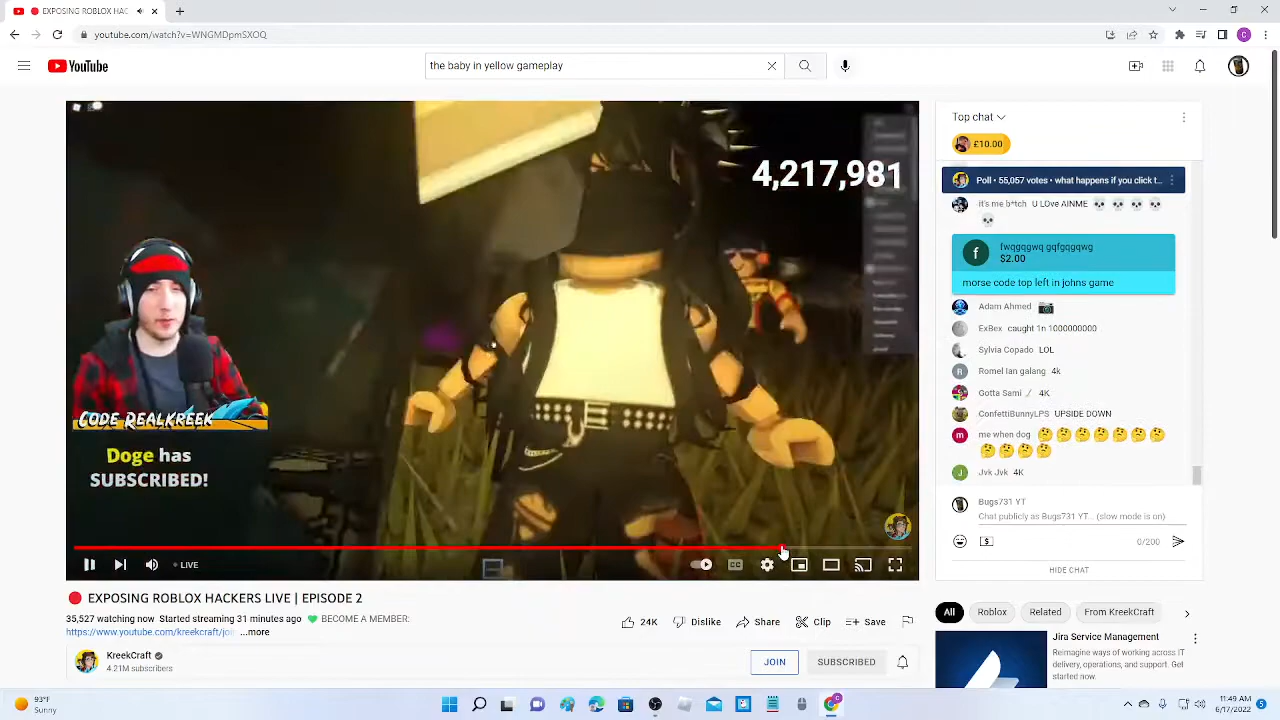 EXPOSING ROBLOX HAC
youtube.com/watch?v=WNGMDpmSXOQ
YouTube
the baby in yellow gameplay
4,217,981
CODE REALKREEK
Doge has
SUBSCRIBED!
LIVE
CC
EXPOSING ROBLOX HACKERS LIVE | EPISODE 2
35,527 watching now Started streaming 31 minutes ago 💚 BECOME A MEMBER:
https://www.youtube.com/kreekcraft/joi ...more
24K Dislike Share Clip Save
KreekCraft
4.21M subscribers
JOIN SUBSCRIBED
Top chat
£10.00
Poll • 55,057 votes • what happens if you click t...
it's me b*tch U LOVE AINME 💀 💀 💀 💀
💀
f
fwqgqgwq gqfgqgqwg
$2.00
morse code top left in johns game
Adam Ahmed 📷
ExBex caught 1n 1000000000
Sylvia Copado LOL
R Romel Ian galang 4k
Gotta Sami ⟋ 4K
ConfettiBunnyLPS UPSIDE DOWN
m me when dog 🤔🤔🤔🤔🤔🤔🤔
🤔🤔🤔🤔
J Jvk Jvk 4K
Bugs731 YT
Chat publicly as Bugs731 YT... (slow mode is on)
0/200
HIDE CHAT
All Roblox Related From KreekCraft
Jira Service Management
Reimagine ways of working across IT
delivery, operations, and support. Get
started now.
93°F
Sunny
11:49 AM
6/17/2022
5